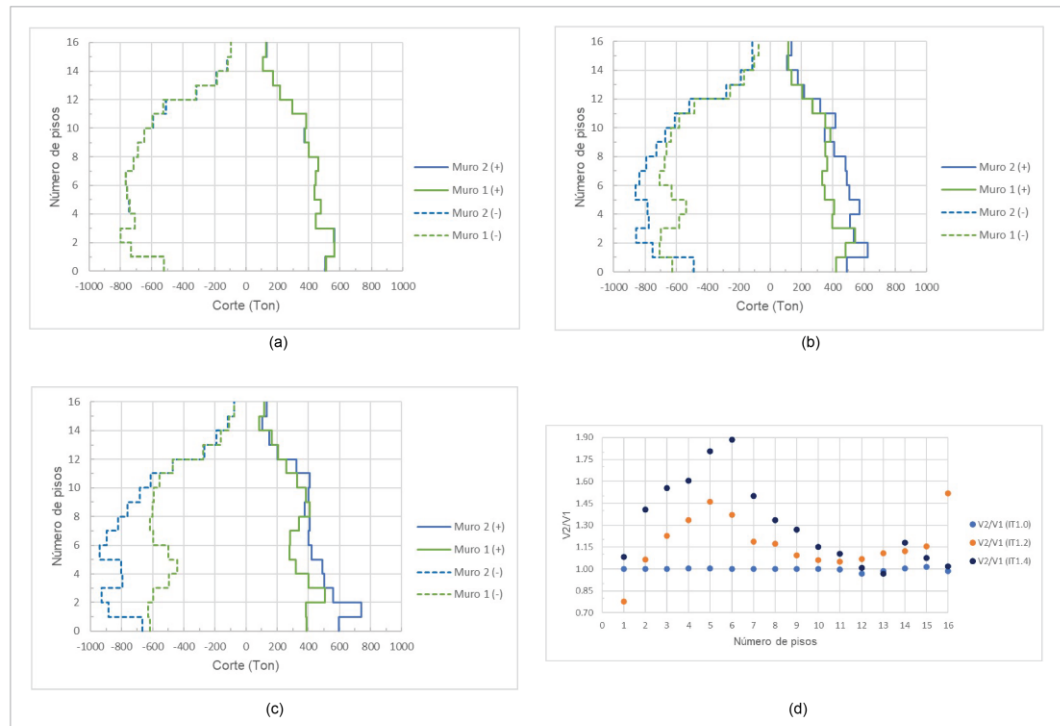 16
14
12
10
8
6
4
2
0
Número de pisos
-1000 -800 -600 -400 -200 0 200 400 600 800 1000
Corte (Ton)
Muro 2 (+)
Muro 1 (+)
Muro 2 (-)
Muro 1 (-)
(a)
16
14
12
10
8
6
4
2
0
Número de pisos
-1000 -800 -600 -400 -200 0 200 400 600 800 1000
Corte (Ton)
Muro 2 (+)
Muro 1 (+)
Muro 2 (-)
Muro 1 (-)
(b)
16
14
12
10
8
6
4
2
0
Número de pisos
-1000 -800 -600 -400 -200 0 200 400 600 800 1000
Corte (Ton)
Muro 2 (+)
Muro 1 (+)
Muro 2 (-)
Muro 1 (-)
(c)
1.90
1.75
1.60
1.45
1.30
1.15
1.00
0.85
0.70
V2/V1
0 1 2 3 4 5 6 7 8 9 10 11 12 13 14 15 16
Número de pisos
V2/V1 (IT1.0)
V2/V1 (IT1.2)
V2/V1 (IT1.4)
(d)